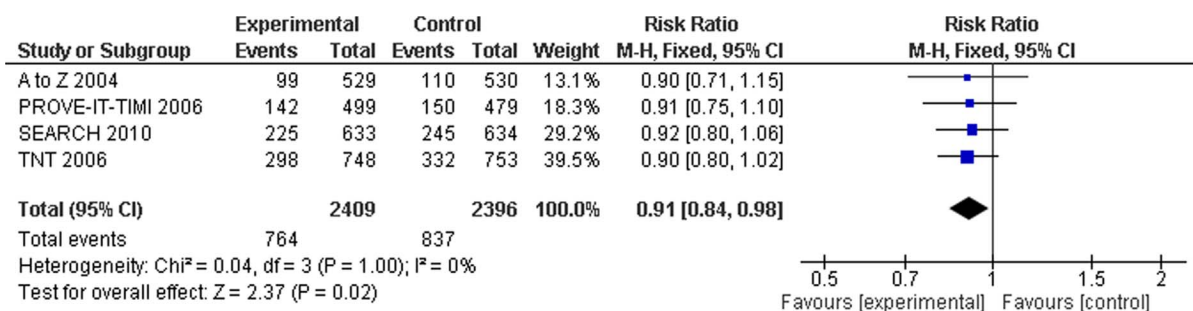 Experimental Control Risk Ratio Risk Ratio
Study or Subgroup Events Total Events Total Weight M-H, Fixed, 95% CI M-H, Fixed, 95% CI
A to Z 2004 99 529 110 530 13.1% 0.90 [0.71, 1.15]
PROVE-IT-TIMI 2006 142 499 150 479 18.3% 0.91 [0.75, 1.10]
SEARCH 2010 225 633 245 634 29.2% 0.92 [0.80, 1.06]
TNT 2006 298 748 332 753 39.5% 0.90 [0.80, 1.02]
Total (95% CI) 2409 2396 100.0% 0.91 [0.84, 0.98]
Total events 764 837
Heterogeneity: Chi² = 0.04, df = 3 (P = 1.00); I² = 0%
Test for overall effect: Z = 2.37 (P = 0.02)
0.5 0.7 1 1.5 2
Favours [experimental] Favours [control]